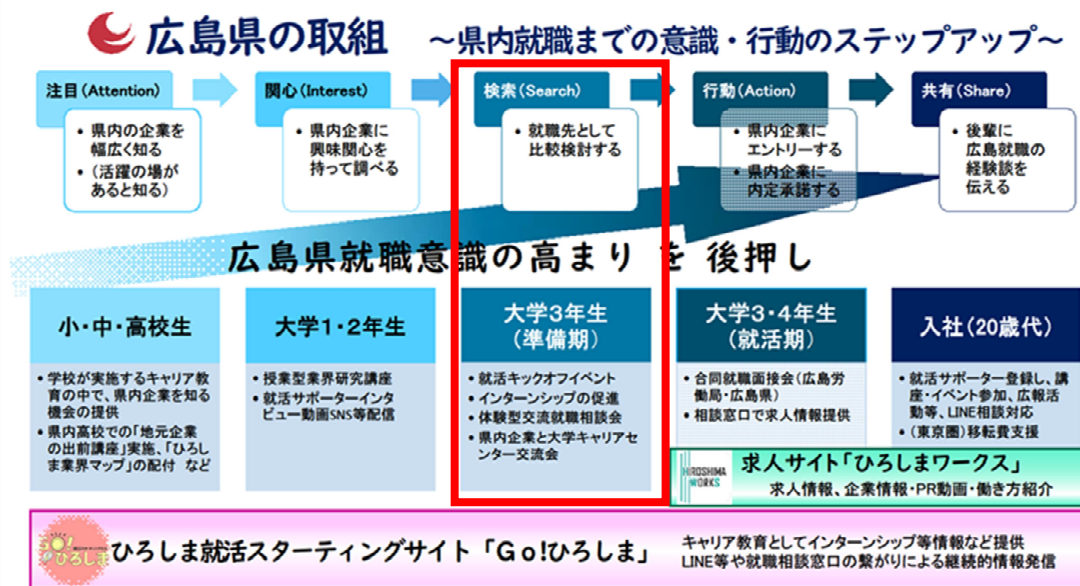 広島県の取組 ～県内就職までの意識・行動のステップアップ～
注目(Attention)
・県内の企業を
幅広く知る
・(活躍の場が
あると知る)
関心(Interest)
・県内企業に
興味関心を
持って調べる
検索(Search)
・就職先として
比較検討する
行動(Action)
・県内企業に
エントリーする
・県内企業に
内定承諾する
共有(Share)
・後輩に
広島就職の
経験談を
伝える
広島県就職意識の高まり を 後押し
小・中・高校生
・学校が実施するキャリア教
育の中で、県内企業を知る
機会の提供
・県内高校での「地元企業
の出前講座」実施、「ひろし
ま業界マップ」の配付 など
大学1・2年生
・授業型業界研究講座
・就活サポーターインタ
ビュー動画SNS等配信
大学3年生
(準備期)
・就活キックオフイベント
・インターンシップの促進
・体験型交流就職相談会
・県内企業と大学キャリアセ
ンター交流会
大学3・4年生
(就活期)
・合同就職面接会(広島労
働局・広島県)
・相談窓口で求人情報提供
入社(20歳代)
・就活サポーター登録し、講
座・イベント参加、広報活
動等、LINE相談対応
・(東京圏)移転費支援
HIROSHIMA
WORKS
求人サイト「ひろしまワークス」
求人情報、企業情報・PR動画・働き方紹介
GO!
ひろしま
ひろしま就活スターティングサイト「Go!ひろしま」
キャリア教育としてインターンシップ等情報など提供
LINE等や就職相談窓口の繋がりによる継続的情報発信